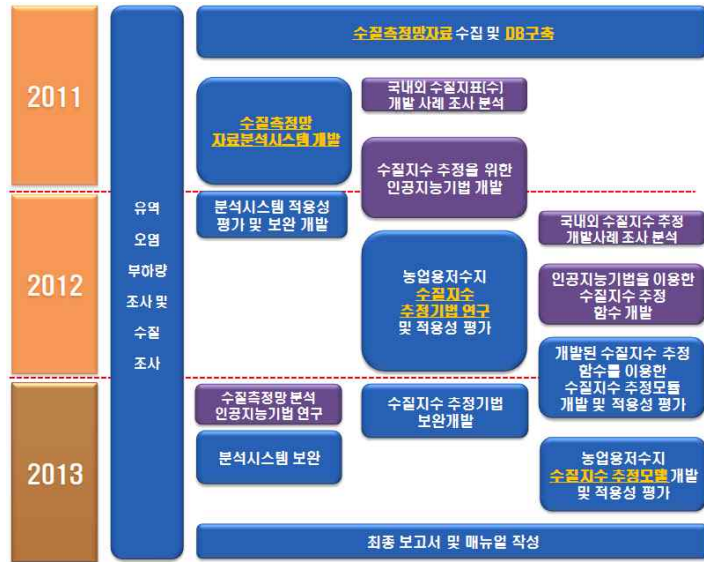 수질측정망자료 수집 및 DB구축
2011
국내외 수질지표(수)
개발 사례 조사 분석
수질측정망
자료분석시스템 개발
수질지수 추정을 위한
인공지능기법 개발
유역
오염
부하량
조사 및
수질
조사
2012
분석시스템 적용성
평가 및 보완 개발
국내외 수질지수 추정
개발사례 조사 분석
농업용저수지
수질지수
추정기법 연구
및 적용성 평가
인공지능기법을 이용한
수질지수 추정
함수 개발
개발된 수질지수 추정
함수를 이용한
수질지수 추정모듈
개발 및 적용성 평가
2013
수질측정망 분석
인공지능기법 연구
수질지수 추정기법
보완개발
분석시스템 보완
농업용저수지
수질지수 추정모델 개발
및 적용성 평가
최종 보고서 및 매뉴얼 작성